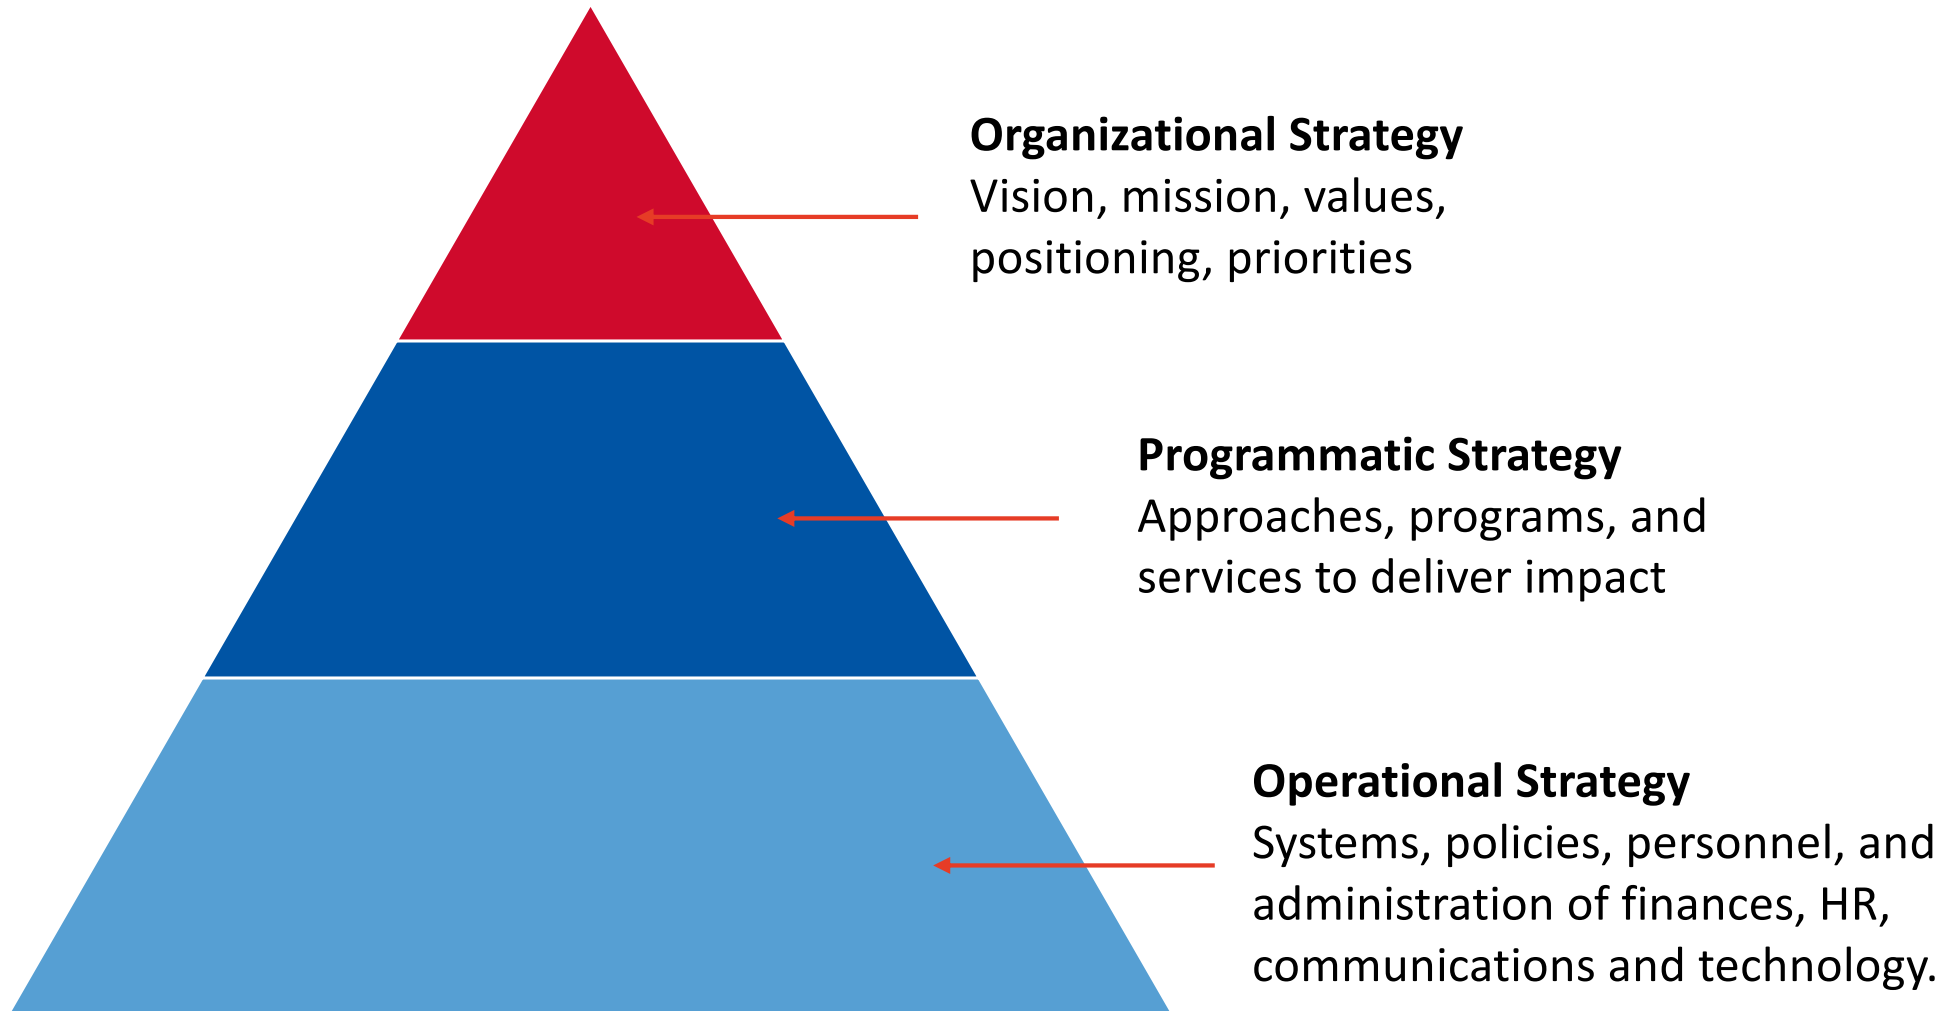 Organizational Strategy
Vision, mission, values,
positioning, priorities
Programmatic Strategy
Approaches, programs, and
services to deliver impact
Operational Strategy
Systems, policies, personnel, and
administration of finances, HR,
communications and technology.